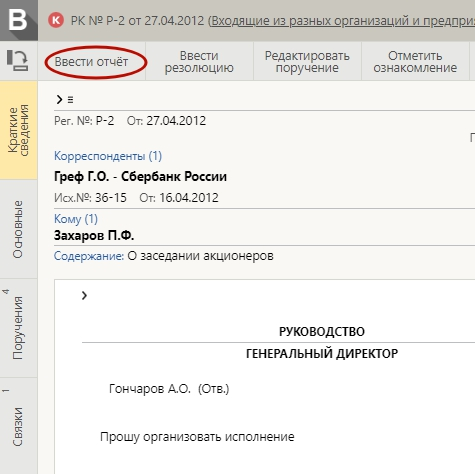 В К РК № Р-2 от 27.04.2012 (Входящие из разных организаций и предпри
Ввести отчёт Ввести резолюцию Редактировать поручение Отметить ознакомление
Краткие сведения
Основные
Поручения 4
Связки 1
Рег. №: Р-2 От: 27.04.2012
Корреспонденты (1)
Греф Г.О. - Сбербанк России
Исх.№: 36-15 От: 16.04.2012
Кому (1)
Захаров П.Ф.
Содержание: О заседании акционеров
РУКОВОДСТВО
ГЕНЕРАЛЬНЫЙ ДИРЕКТОР
Гончаров А.О. (Отв.)
Прошу организовать исполнение